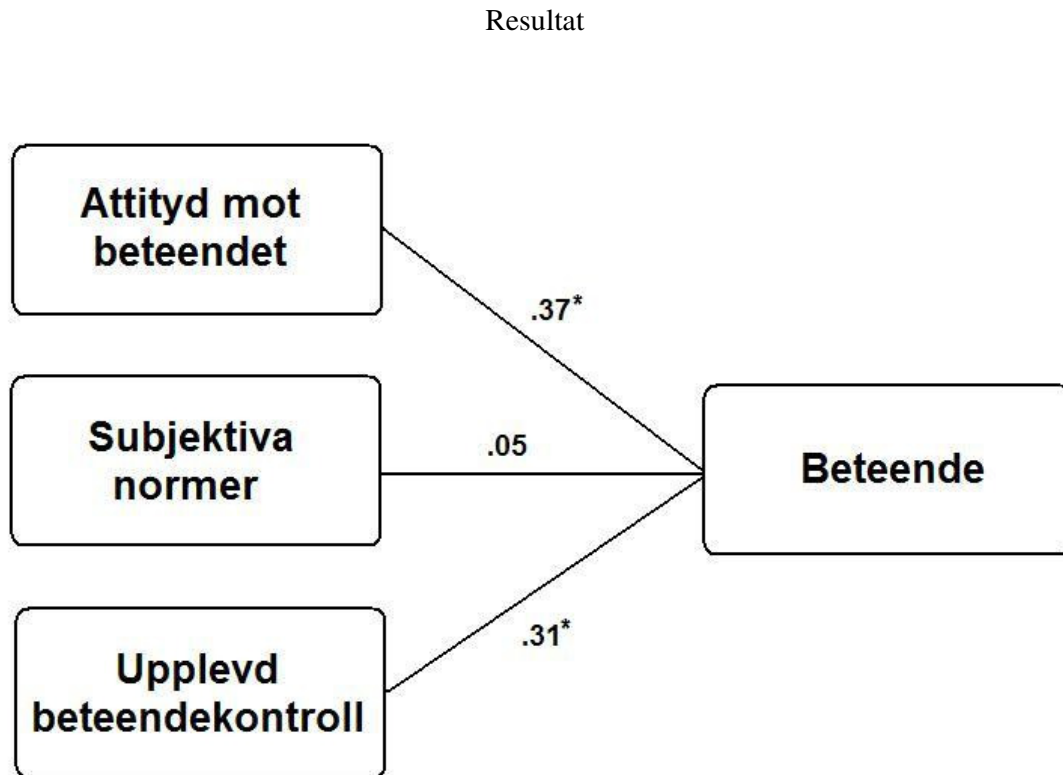 Resultat
Attityd mot
beteendet
.37*
Subjektiva
normer
.05
Beteende
.31*
Upplevd
beteendekontroll